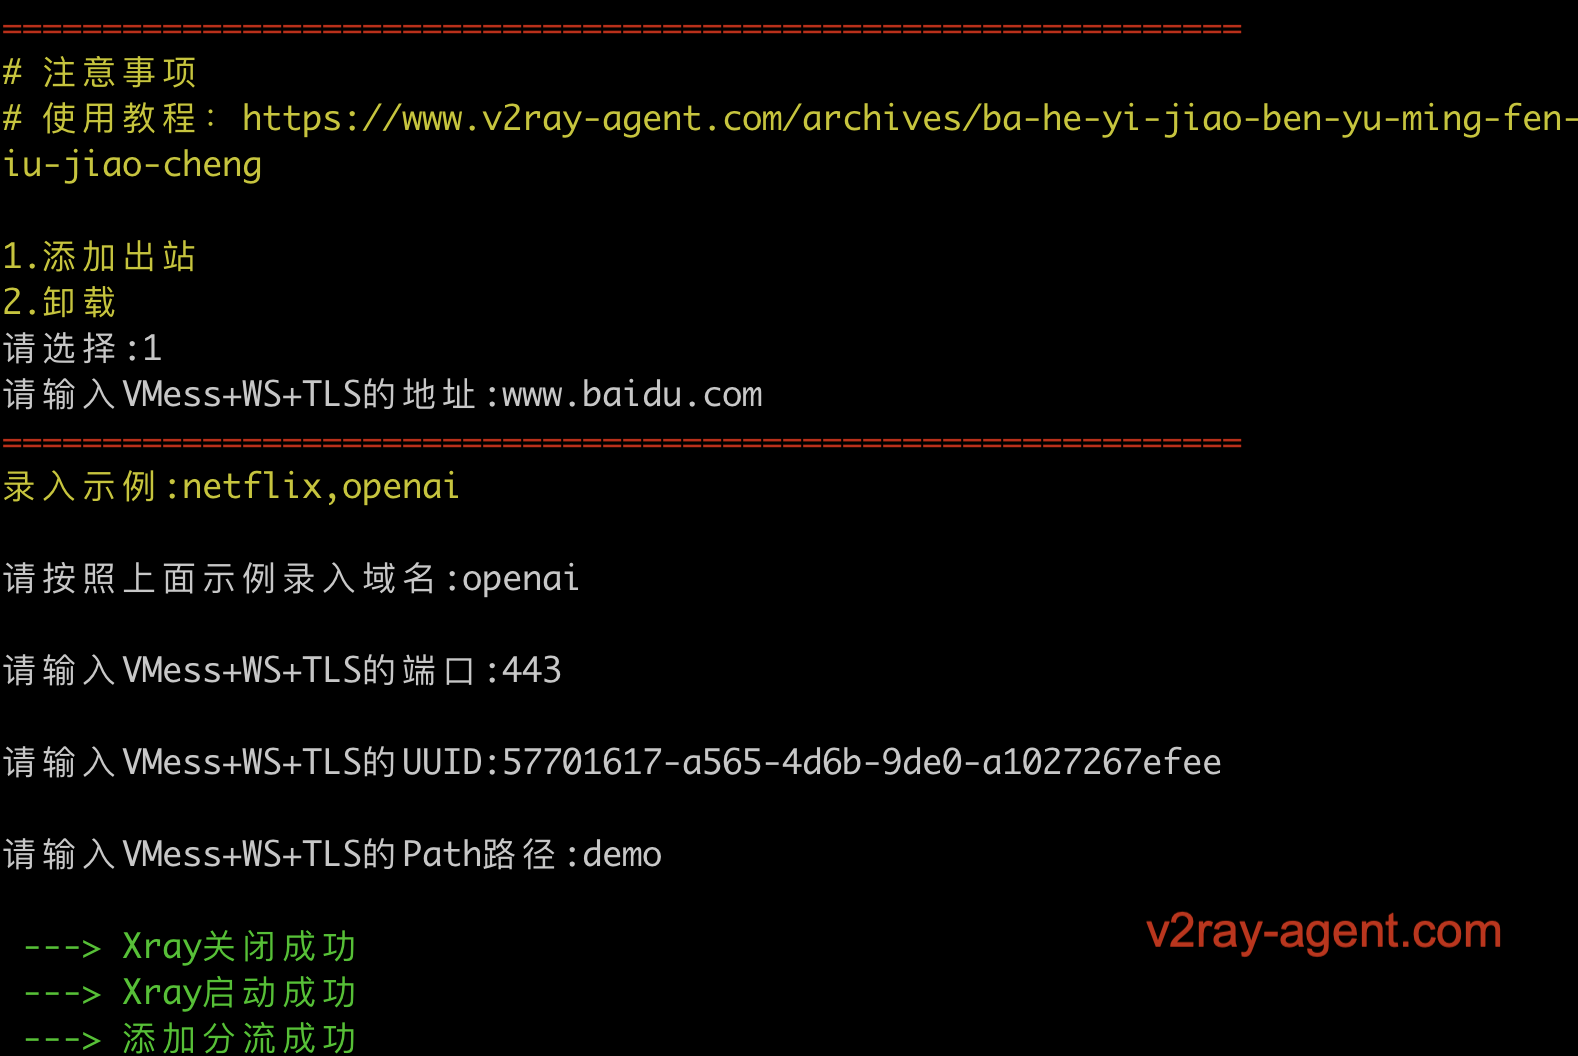 ==============================================================
# 注意事项
# 使用教程：https://www.v2ray-agent.com/archives/ba-he-yi-jiao-ben-yu-ming-fen-
iu-jiao-cheng
1.添加出站
2.卸载
请选择:1
请输入VMess+WS+TLS的地址:www.baidu.com
==============================================================
录入示例:netflix,openai
请按照上面示例录入域名:openai
请输入VMess+WS+TLS的端口:443
请输入VMess+WS+TLS的UUID:57701617-a565-4d6b-9de0-a1027267efee
请输入VMess+WS+TLS的Path路径:demo
v2ray-agent.com
---> Xray关闭成功
---> Xray启动成功
---> 添加分流成功